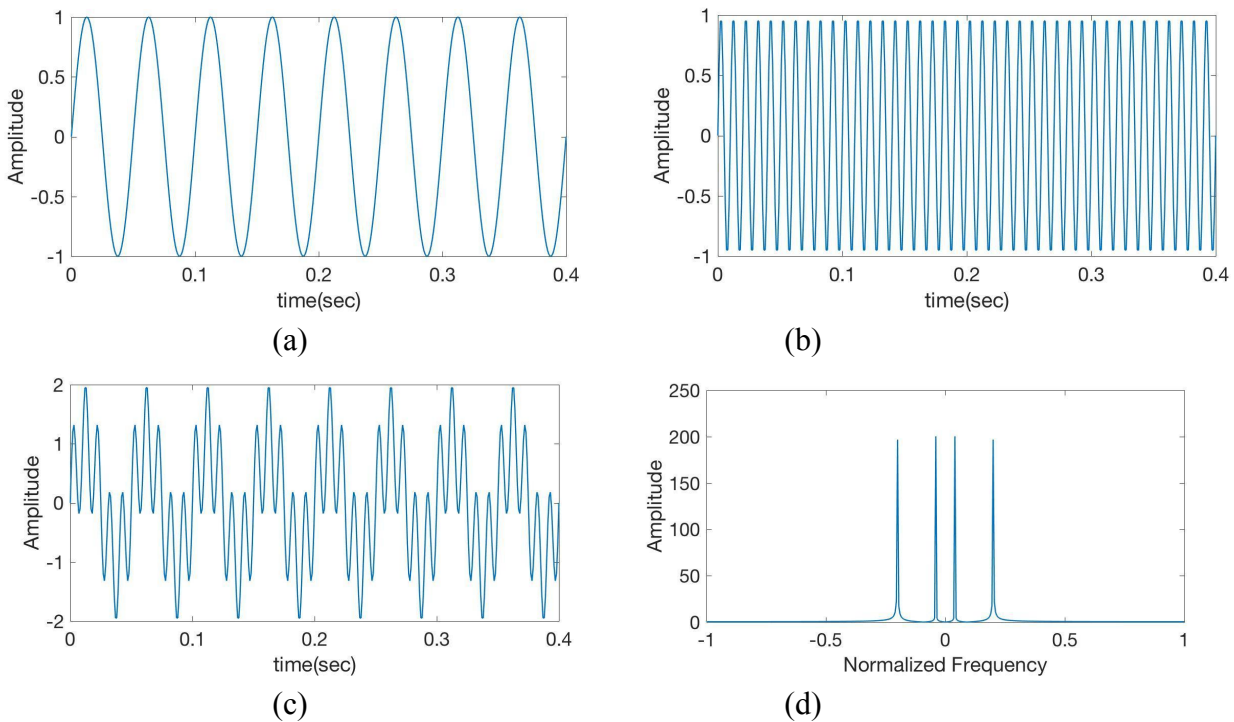 1
0.5
0
-0.5
-1
Amplitude
0 0.1 0.2 0.3 0.4
time(sec)
(a)
1
0.5
0
-0.5
-1
Amplitude
0 0.1 0.2 0.3 0.4
time(sec)
(b)
2
1
0
-1
-2
Amplitude
0 0.1 0.2 0.3 0.4
time(sec)
(c)
250
200
150
100
50
0
Amplitude
-1 -0.5 0 0.5 1
Normalized Frequency
(d)